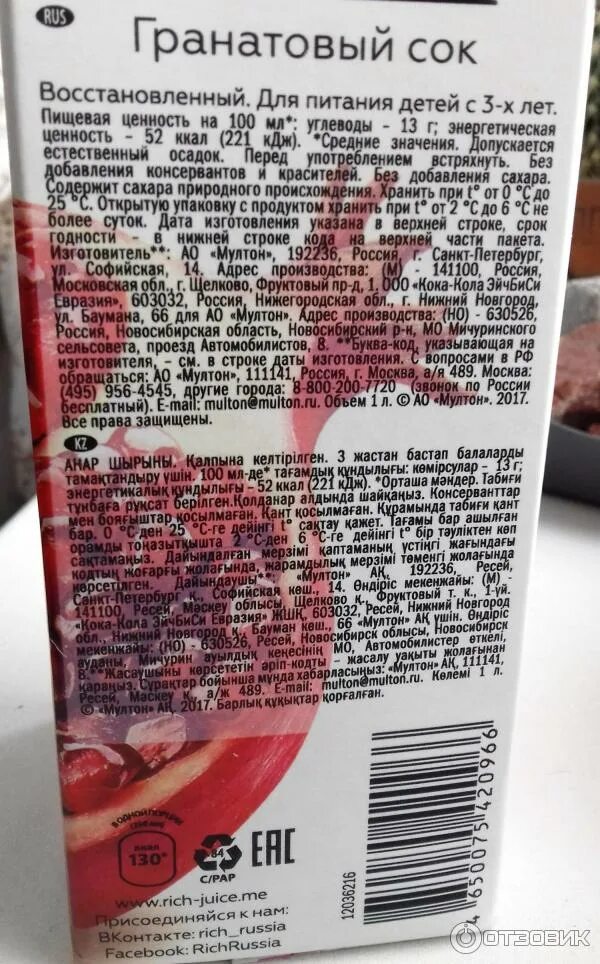 RUS
Гранатовый сок
Восстановленный. Для питания детей с 3-х лет.
Пищевая ценность на 100 мл*: углеводы - 13 г; энергетическая
ценность - 52 ккал (221 кДж). *Средние значения. Допускается
естественный осадок. Перед употреблением встряхнуть. Без
добавления консервантов и красителей. Без добавления сахара.
Содержит сахара природного происхождения. Хранить при t° от 0 °C до
25 °C. Открытую упаковку с продуктом хранить при t° от 2 °C до 6 °C не
более суток. Дата изготовления указана в верхней строке, срок
годности - в нижней строке кода на верхней части пакета.
Изготовитель**: АО «Мултон», 192236, Россия, Санкт-Петербург,
ул. Софийская, 14. Адрес производства: (М) - 141100, Россия,
Московская обл., г. Щелково, Фруктовый пр-д, 1. ООО «Кока-Кола ЭйчБиСи
Евразия», 603032, Россия, Нижегородская обл., г. Нижний Новгород,
ул. Баумана, 66 для АО «Мултон». Адрес производства: (НО) - 630526,
Россия, Новосибирская область, Новосибирский р-н, МО Мичуринского
сельсовета, проезд Автомобилистов, 8. **Буква-код, указывающая на
изготовителя, - см. в строке даты изготовления. С вопросами в РФ
обращаться: АО «Мултон», 111141, Россия, г. Москва, а/я 489. Москва:
(495) 956-4545, другие города: 8-800-200-7720 (звонок по России
бесплатный). E-mail: multon@multon.ru. Объем 1 л. © АО «Мултон». 2017.
Все права защищены.
KZ
АНАР ШЫРЫНЫ. Қалпына келтірілген. 3 жастан бастап балаларды
тамақтандыру үшін. 100 мл-де* тағамдық құндылығы: көмірсулар - 13 г;
энергетикалық құндылығы - 52 ккал (221 кДж). *Орташа мәндер. Табиғи
тұнбаға рұқсат берілген. Қолданар алдында шайқаңыз. Консерванттар
мен бояғыштар қосылмаған. Қант қосылмаған. Құрамында табиғи қант
бар. 0 °C-ден 25 °C-ге дейінгі t° сақтау қажет. Тағамы бар ашылған
орамды тоңазытқышта 2 °C-ден 6 °C-ге дейінгі t° бір тәуліктен көп
сақтамаңыз. Дайындалған мерзімі қаптаманың үстіңгі жағындағы
кодтың жоғарғы жолағында, жарамдылық мерзімі төменгі жолағында
көрсетілген. Дайындаушы**: «Мултон» АҚ, 192236, Ресей,
Санкт-Петербург қ., Софийская көш., 14. Өндіріс мекенжайы: (М) -
141100, Ресей, Мәскеу облысы, Щелково қ., Фруктовый т. к., 1-үй.
«Кока-Кола ЭйчБиСи Евразия» ЖШҚ, 603032, Ресей, Нижний Новгород
обл., Нижний Новгород қ., Бауман көш., 66 «Мултон» АҚ үшін. Өндіріс
мекенжайы: (НО) - 630526, Ресей, Новосибирск облысы, Новосибирск
ауданы, Мичурин ауылдық кеңесінің МО, Автомобилистер өткелі,
8. **Жасаушыны көрсететін әріп-кодты - жасалу уақыты жолағынан
қараңыз. Сұрақтар бойынша мұнда хабарласыңыз: «Мултон» АҚ, 111141,
Ресей, Мәскеу қ., а/ж 489. E-mail: multon@multon.ru. Көлемі 1 л.
© «Мултон» АҚ. 2017. Барлық құқықтар қорғалған.
В ОДНОЙ ПОРЦИИ
ккал
130*
84
C/PAP
EAC
12036216
4 650075 420966
www.rich-juice.me
Присоединяйся к нам:
ВКонтакте: rich_russia
Facebook: RichRussia
ОТЗОВИК